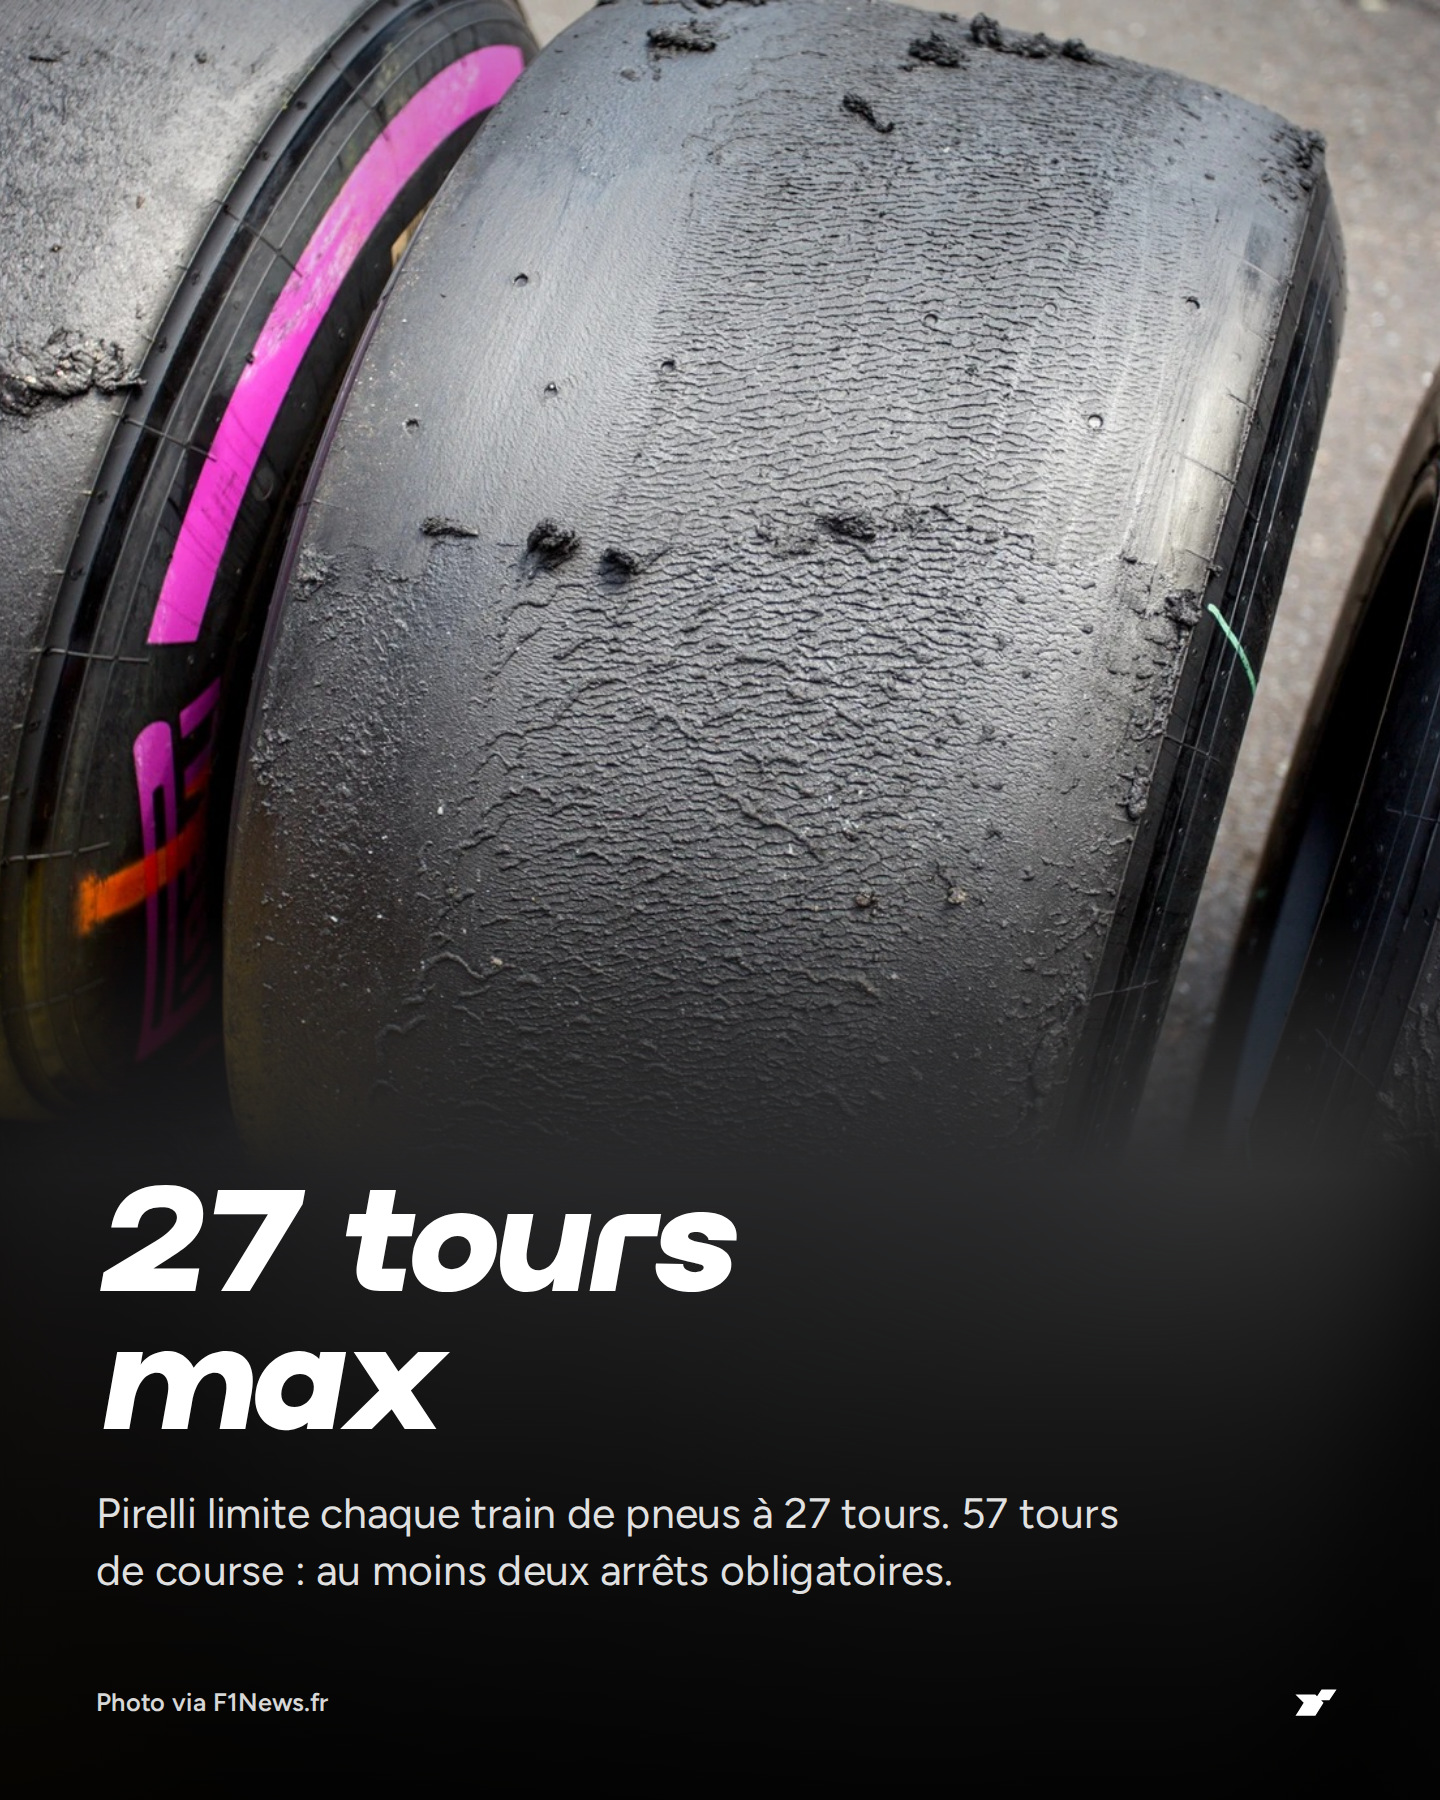 27 tours
max
Pirelli limite chaque train de pneus à 27 tours. 57 tours
de course : au moins deux arrêts obligatoires.
Photo via F1News.fr